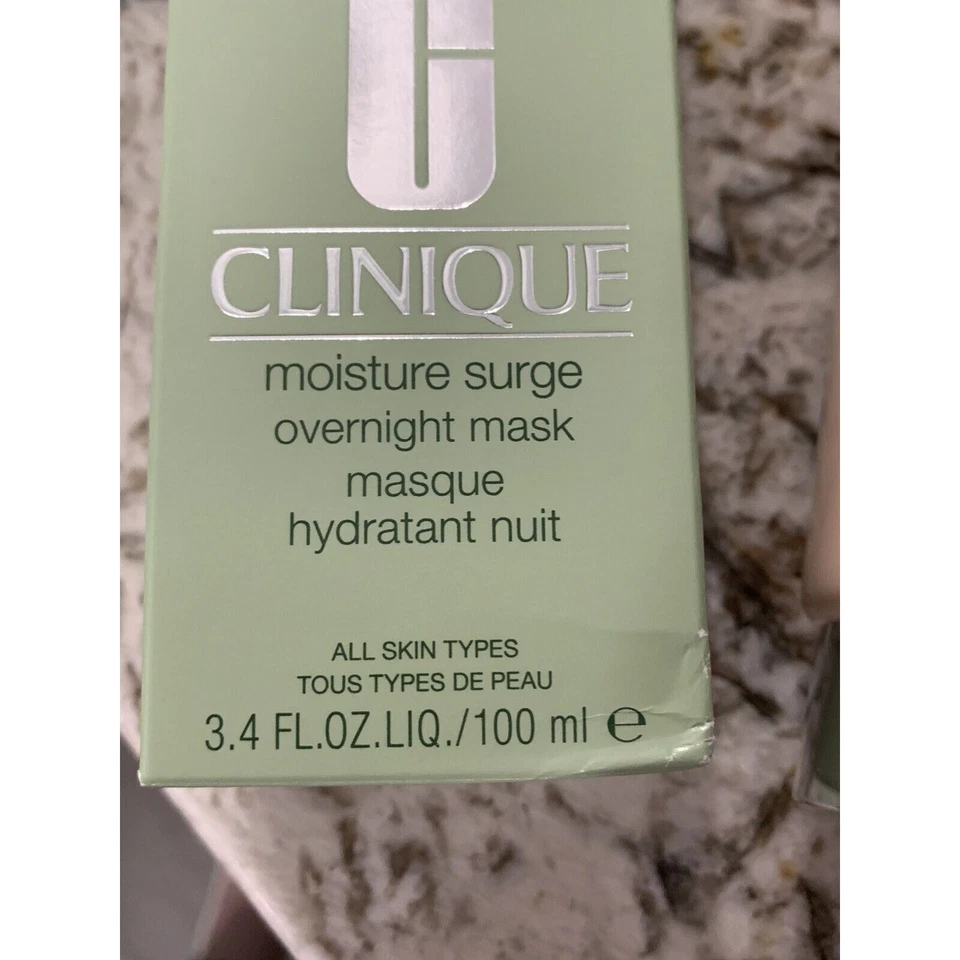 C
CLINIQUE
moisture surge
overnight mask
masque
hydratant nuit
ALL SKIN TYPES
TOUS TYPES DE PEAU
3.4 FL.OZ.LIQ./100 ml ℮